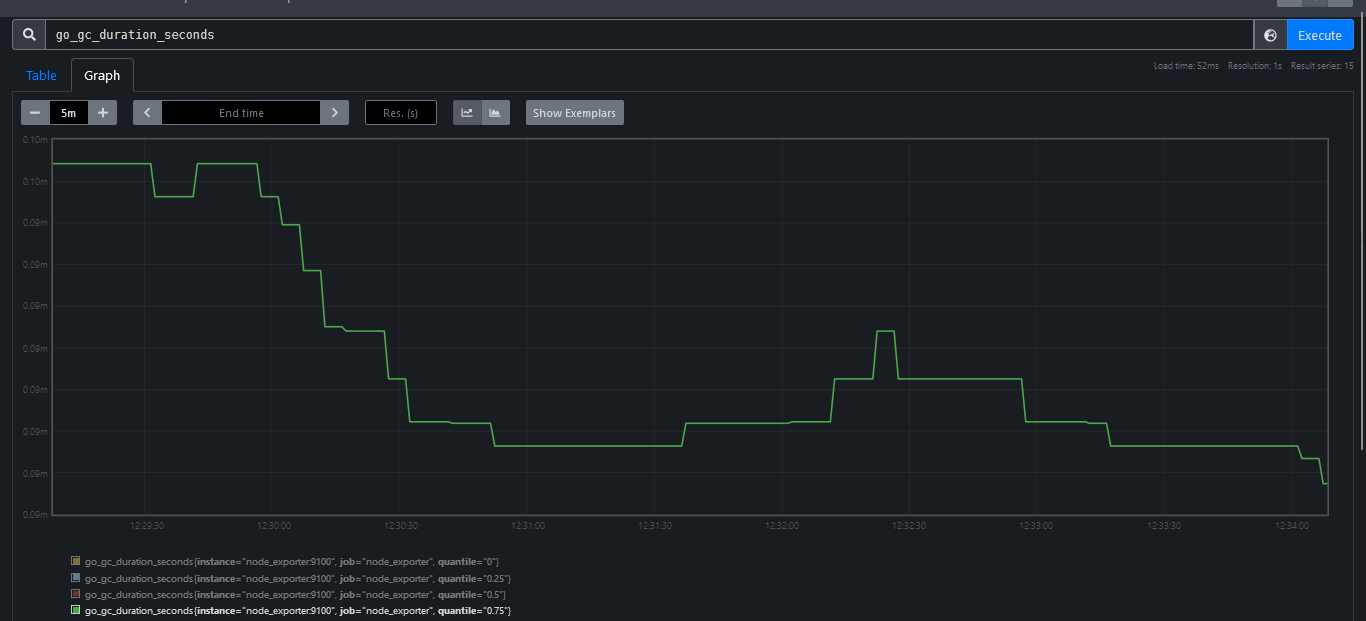 go_gc_duration_seconds
Execute
Table
Graph
Load time: 52ms Resolution: 1s Result series: 15
5m
End time
Res. (s)
Show Exemplars
0.10m
0.10m
0.09m
0.09m
0.09m
0.09m
0.09m
0.09m
0.09m
0.09m
12:29:30 12:30:00 12:30:30 12:31:00 12:31:30 12:32:00 12:32:30 12:33:00 12:33:30 12:34:00
go_gc_duration_seconds{instance="node_exporter:9100", job="node_exporter", quantile="0"}
go_gc_duration_seconds{instance="node_exporter:9100", job="node_exporter", quantile="0.25"}
go_gc_duration_seconds{instance="node_exporter:9100", job="node_exporter", quantile="0.5"}
go_gc_duration_seconds{instance="node_exporter:9100", job="node_exporter", quantile="0.75"}